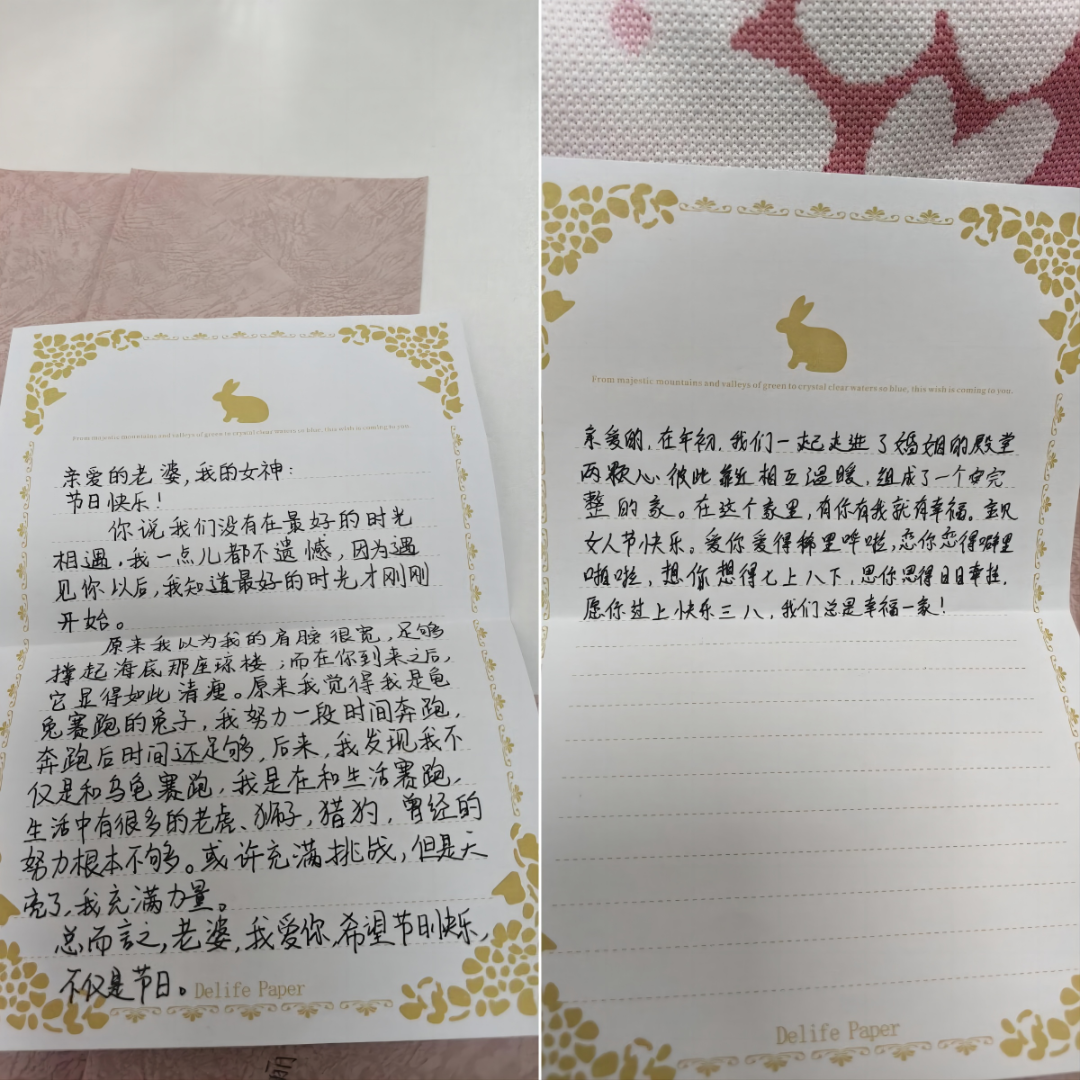 From majestic mountains and valleys of green to crystal clear waters so blue, this wish is coming to you.
亲爱的老婆,我的女神:
节日快乐!
你说我们没有在最好的时光
相遇,我一点儿都不遗憾,因为遇
见你以后,我知道最好的时光才刚刚
开始。
原来我以为我的肩膀很宽,足够
撑起海底那座琼楼;而在你到来之后,
它显得如此清瘦。原来我觉得我是龟
兔赛跑的兔子,我努力一段时间奔跑,
奔跑后时间还足够,后来,我发现我不
仅是和乌龟赛跑,我是在和生活赛跑,
生活中有很多的老虎、狮子,猎狗,曾经的
努力根本不够。或许充满挑战,但是天
亮了,我充满力量。
总而言之,老婆,我爱你,希望节日快乐,
不仅是节日。
Delife Paper
From majestic mountains and valleys of green to crystal clear waters so blue, this wish is coming to you.
亲爱的,在年初,我们一起走进了婚姻的殿堂
两颗心彼此靠近相互温暖,组成了一个完
整的家。在这个家里,有你有我就有幸福。宝贝
女人节快乐。爱你爱得稀里哗啦,恋你恋得噼里
啪啦,想你想得七上八下,思你思得日日牵挂,
愿你过上快乐三八,我们总是幸福一家!
Delife Paper